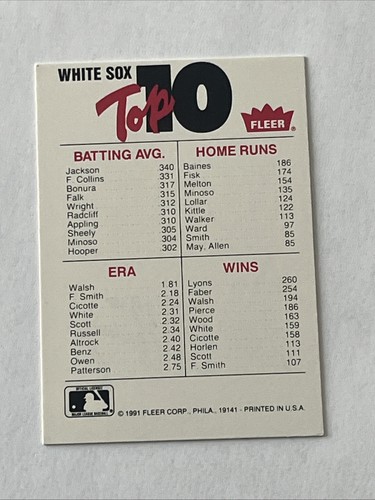 WHITE SOX
Top 10
FLEER®
BATTING AVG.
Jackson .340
F. Collins .331
Bonura .317
Falk .315
Wright .312
Radcliff .310
Appling .310
Sheely .305
Minoso .304
Hooper .302
HOME RUNS
Baines 186
Fisk 174
Melton 154
Minoso 135
Lollar 124
Kittle 122
Walker 113
Ward 97
Smith 85
May, Allen 85
ERA
Walsh 1.81
F. Smith 2.18
Cicotte 2.24
White 2.31
Scott 2.32
Russell 2.34
Altrock 2.40
Benz 2.42
Owen 2.48
Patterson 2.75
WINS
Lyons 260
Faber 254
Walsh 194
Pierce 186
Wood 163
White 159
Cicotte 158
Horlen 113
Scott 111
F. Smith 107
OFFICIAL LICENSEE
MAJOR LEAGUE BASEBALL
© 1991 FLEER CORP., PHILA., 19141 - PRINTED IN U.S.A.